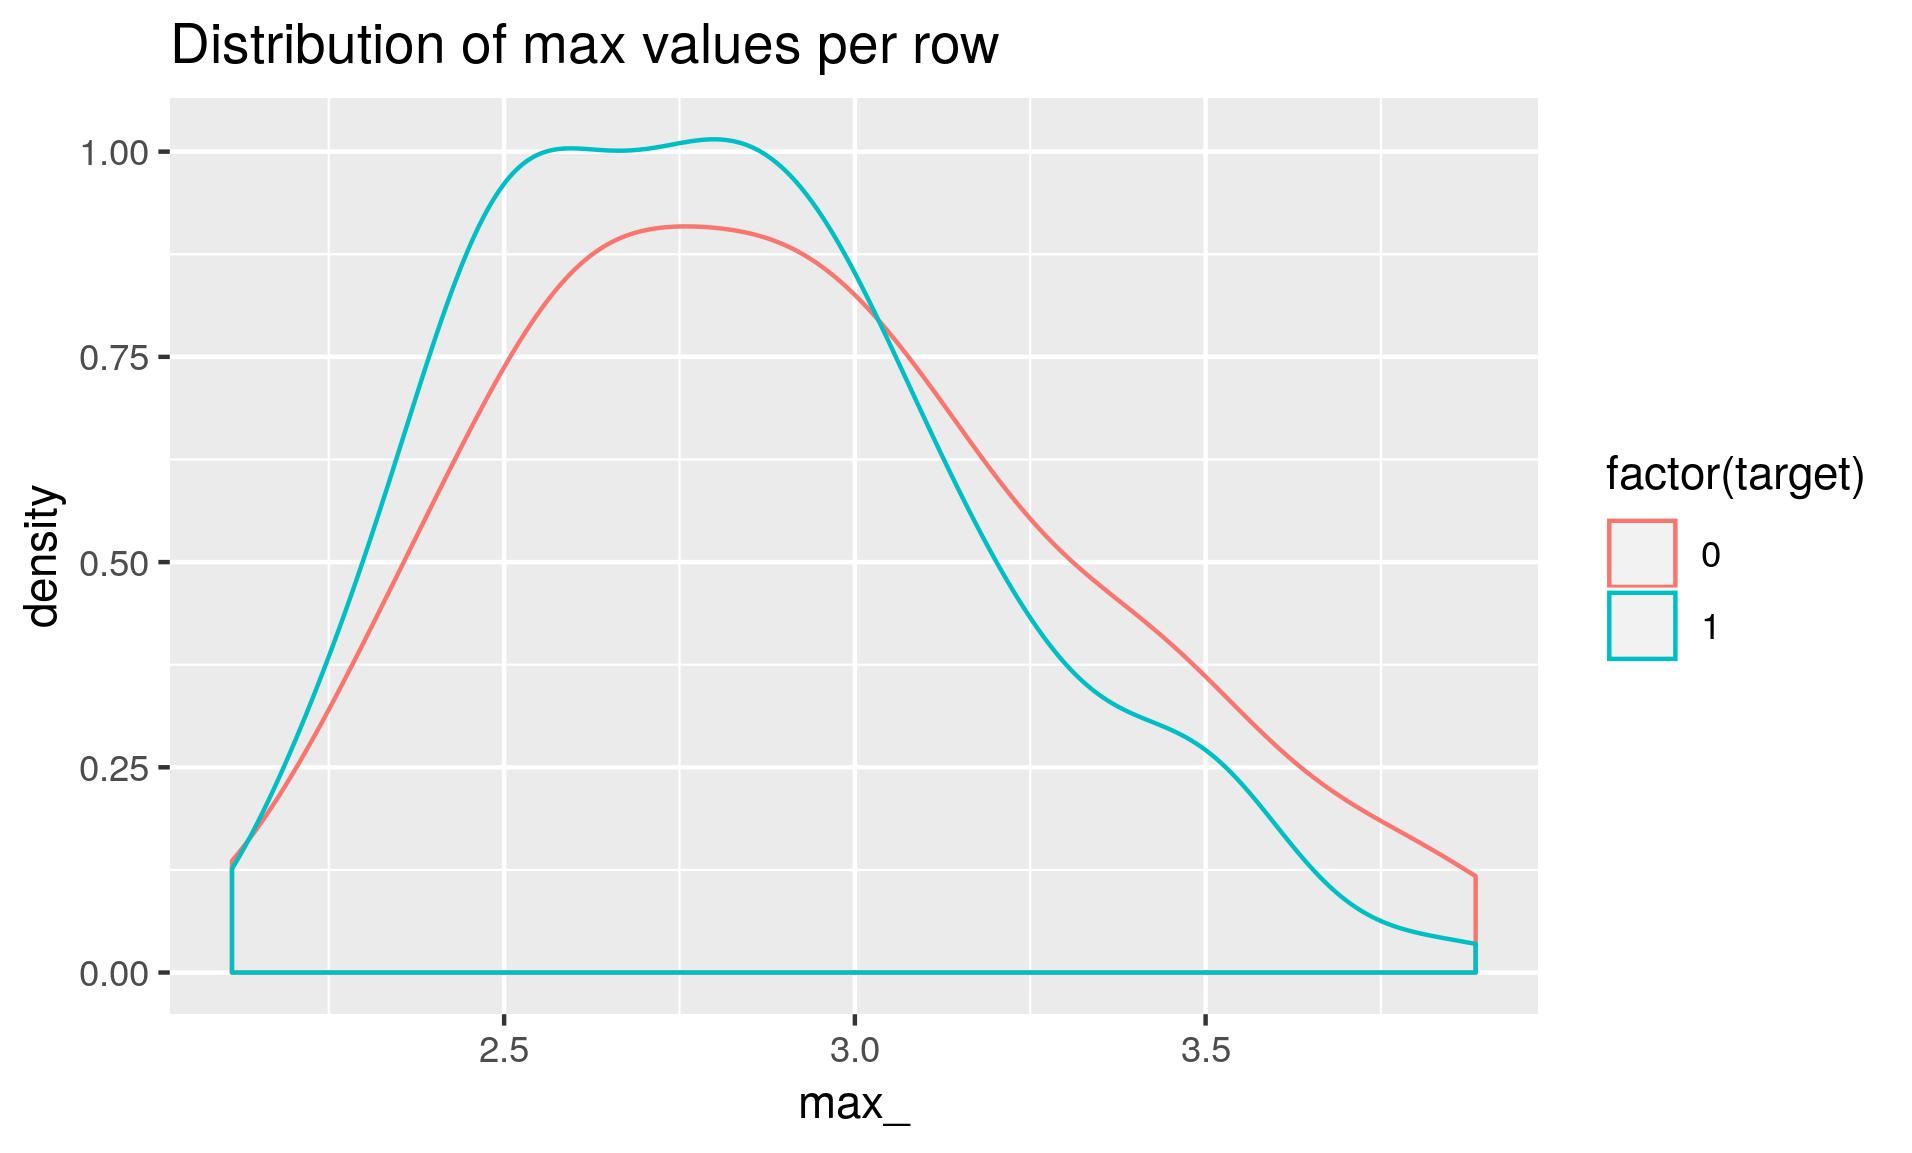 Distribution of max values per row
density
1.00
0.75
0.50
0.25
0.00
2.5 3.0 3.5
max_
factor(target)
0
1